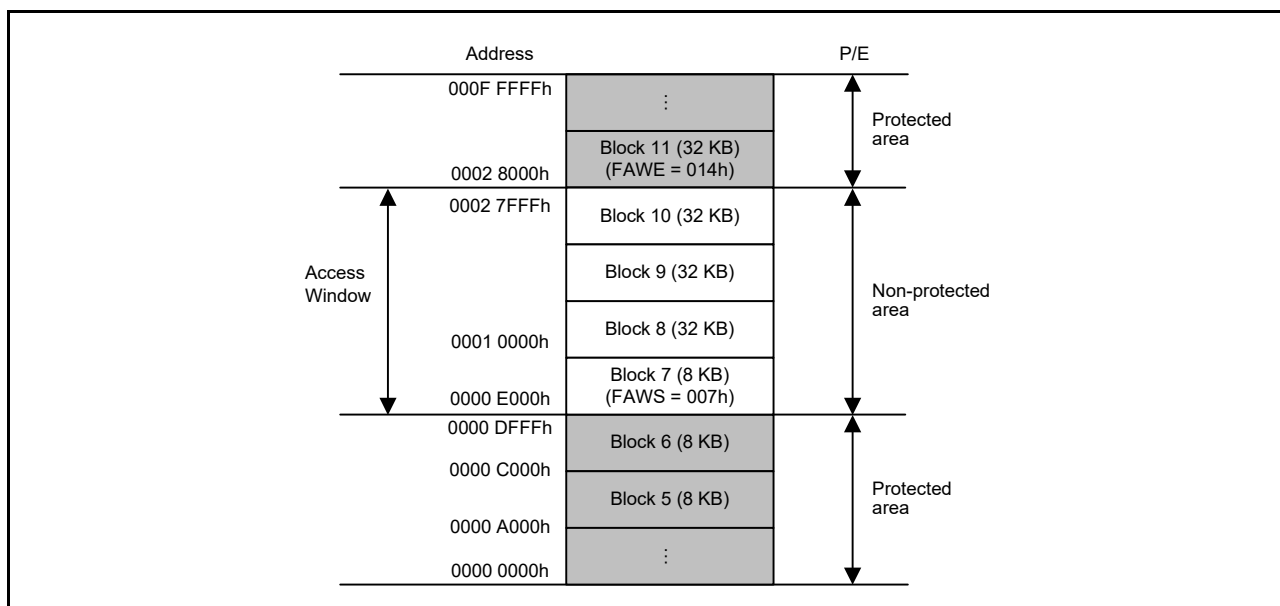 Address P/E
000F FFFFh
⋮
Protected
area
Block 11 (32 KB)
(FAWE = 014h)
0002 8000h
0002 7FFFh
Block 10 (32 KB)
Access
Window
Block 9 (32 KB)
Non-protected
area
Block 8 (32 KB)
0001 0000h
Block 7 (8 KB)
(FAWS = 007h)
0000 E000h
0000 DFFFh
Block 6 (8 KB)
0000 C000h
Block 5 (8 KB)
Protected
area
0000 A000h
⋮
0000 0000h